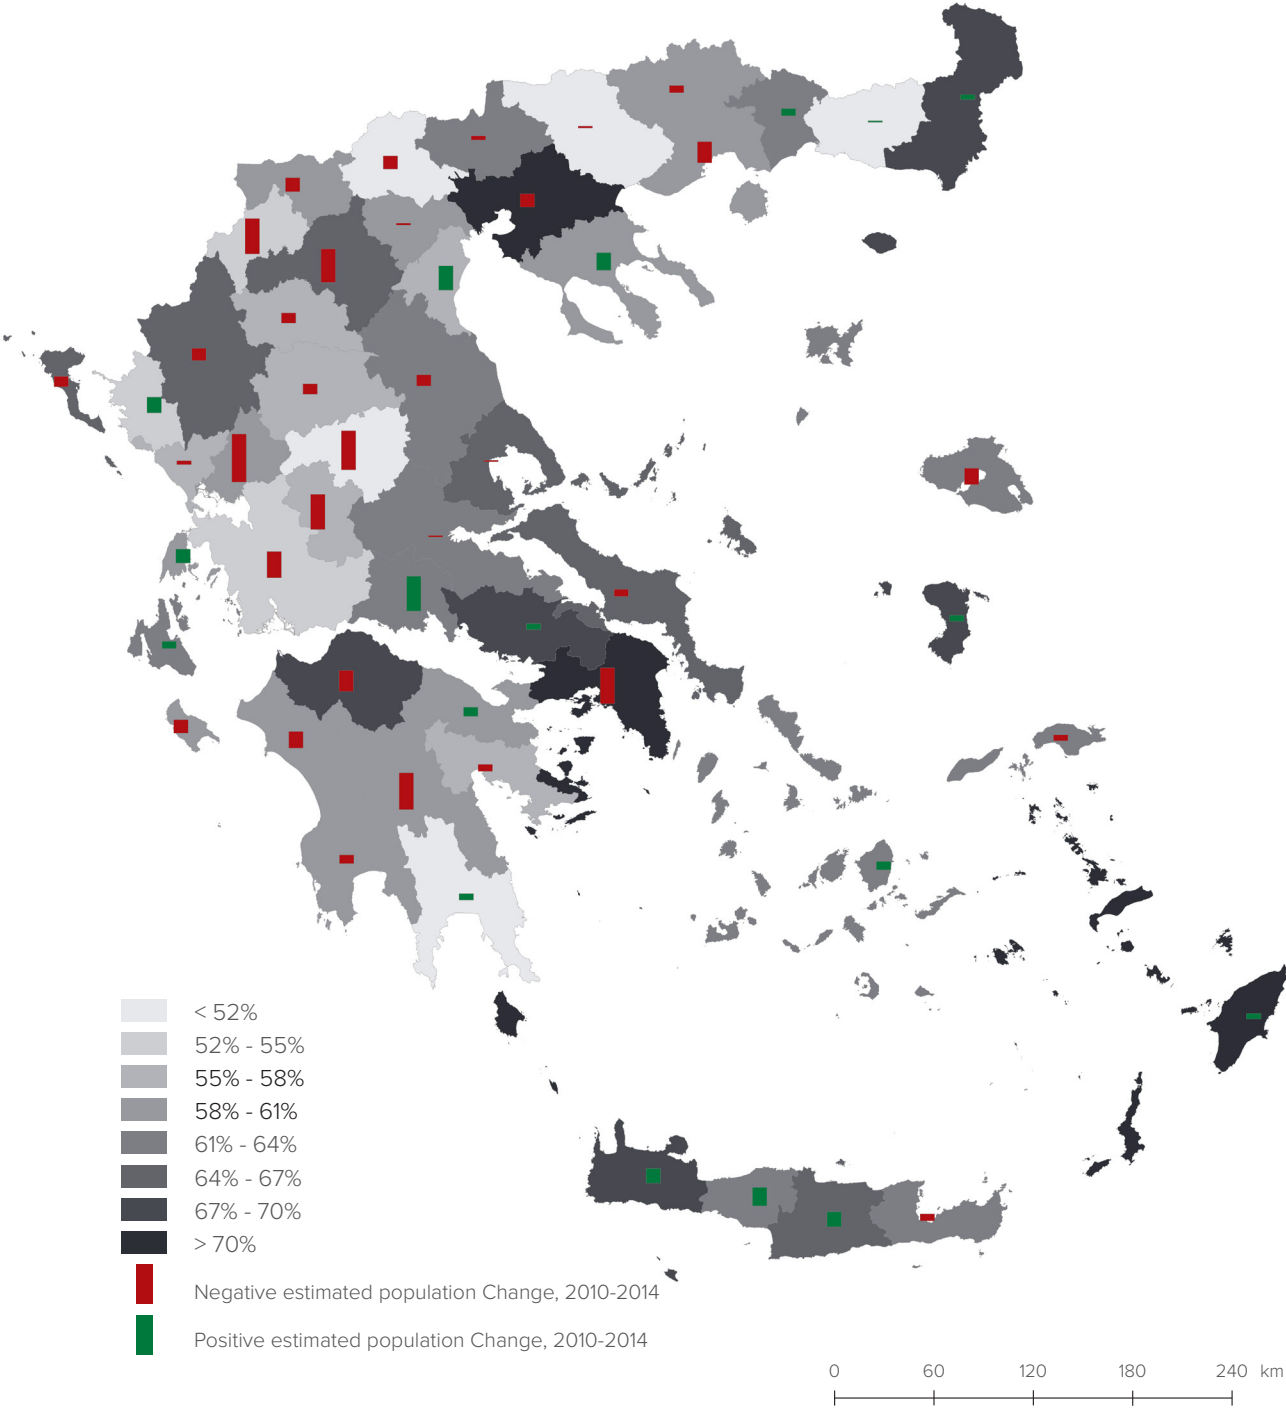 < 52%
52% - 55%
55% - 58%
58% - 61%
61% - 64%
64% - 67%
67% - 70%
> 70%
Negative estimated population Change, 2010-2014
Positive estimated population Change, 2010-2014
0 60 120 180 240 km